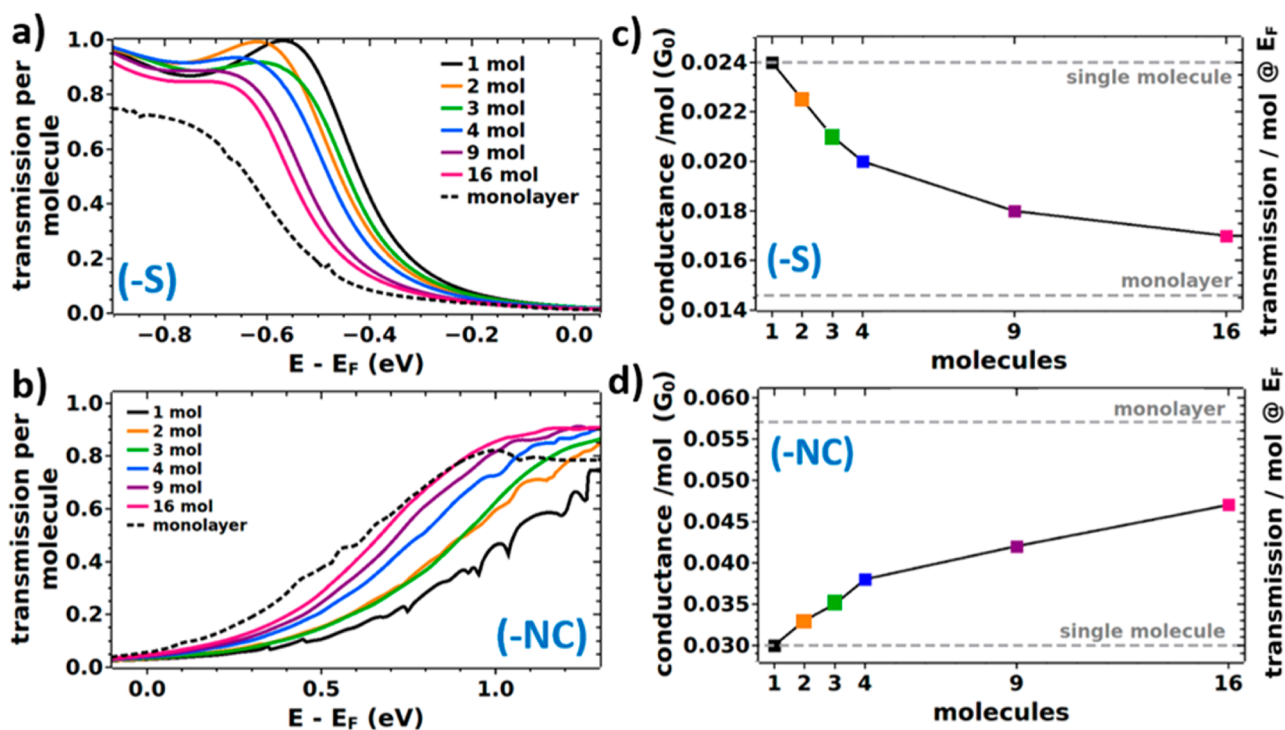 a)
transmission per
molecule
1.0
0.8
0.6
0.4
0.2
0.0
1 mol
2 mol
3 mol
4 mol
9 mol
16 mol
monolayer
(-S)
−0.8 −0.6 −0.4 −0.2 0.0
E - EF (eV)
b)
transmission per
molecule
1.0
0.8
0.6
0.4
0.2
0.0
1 mol
2 mol
3 mol
4 mol
9 mol
16 mol
monolayer
(-NC)
0.0 0.5 1.0
E - EF (eV)
c)
conductance /mol (G0)
0.024
0.022
0.020
0.018
0.016
0.014
single molecule
(-S)
monolayer
1 2 3 4 9 16
molecules
transmission / mol @ EF
d)
conductance /mol (G0)
0.060
0.055
0.050
0.045
0.040
0.035
0.030
monolayer
(-NC)
single molecule
1 2 3 4 9 16
molecules
transmission / mol @ EF